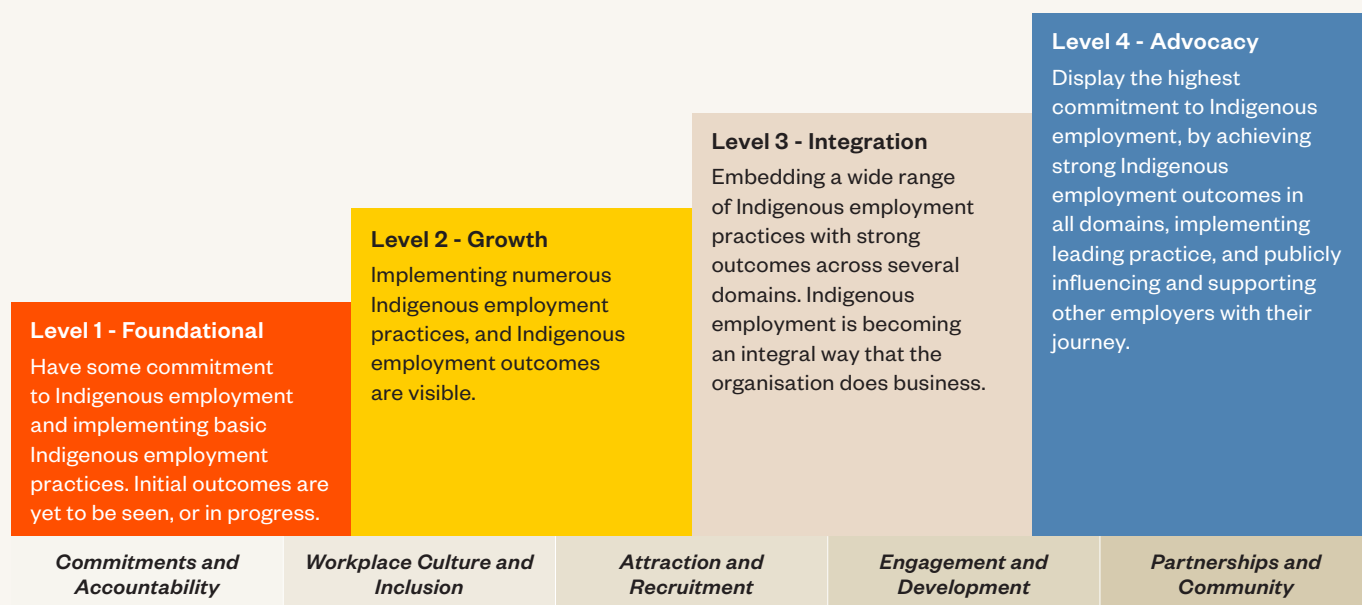 Level 1 - Foundational
Have some commitment
to Indigenous employment
and implementing basic
Indigenous employment
practices. Initial outcomes are
yet to be seen, or in progress.
Level 2 - Growth
Implementing numerous
Indigenous employment
practices, and Indigenous
employment outcomes
are visible.
Level 3 - Integration
Embedding a wide range
of Indigenous employment
practices with strong
outcomes across several
domains. Indigenous
employment is becoming
an integral way that the
organisation does business.
Level 4 - Advocacy
Display the highest
commitment to Indigenous
employment, by achieving
strong Indigenous
employment outcomes in
all domains, implementing
leading practice, and publicly
influencing and supporting
other employers with their
journey.
Commitments and
Accountability
Workplace Culture and
Inclusion
Attraction and
Recruitment
Engagement and
Development
Partnerships and
Community